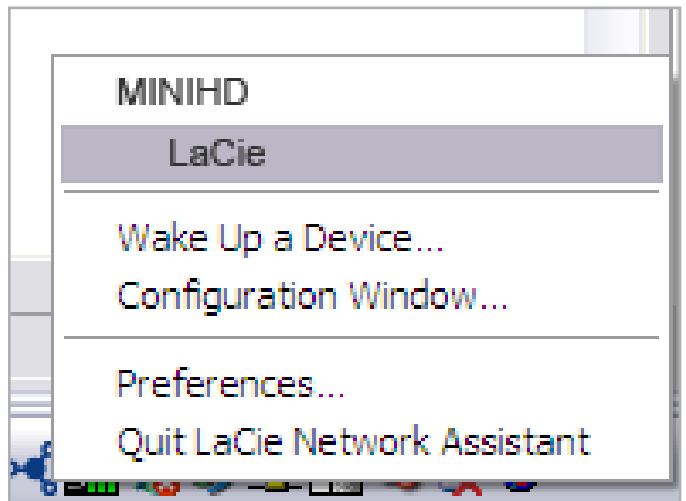 MINIHD
LaCie
Wake Up a Device...
Configuration Window...
Preferences...
Quit LaCie Network Assistant